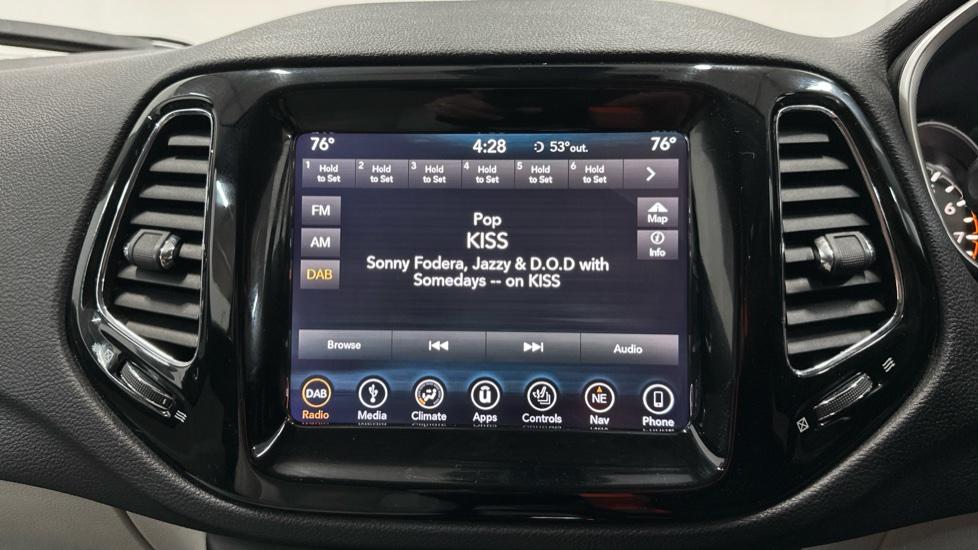 76° 4:28 53°out. 76°
1 Hold to Set 2 Hold to Set 3 Hold to Set 4 Hold to Set 5 Hold to Set 6 Hold to Set >
FM
AM
DAB
Pop
KISS
Sonny Fodera, Jazzy & D.O.D with
Somedays -- on KISS
Map
Info
Browse Audio
DAB NE
Radio Media Climate Apps Controls Nav Phone
6
7